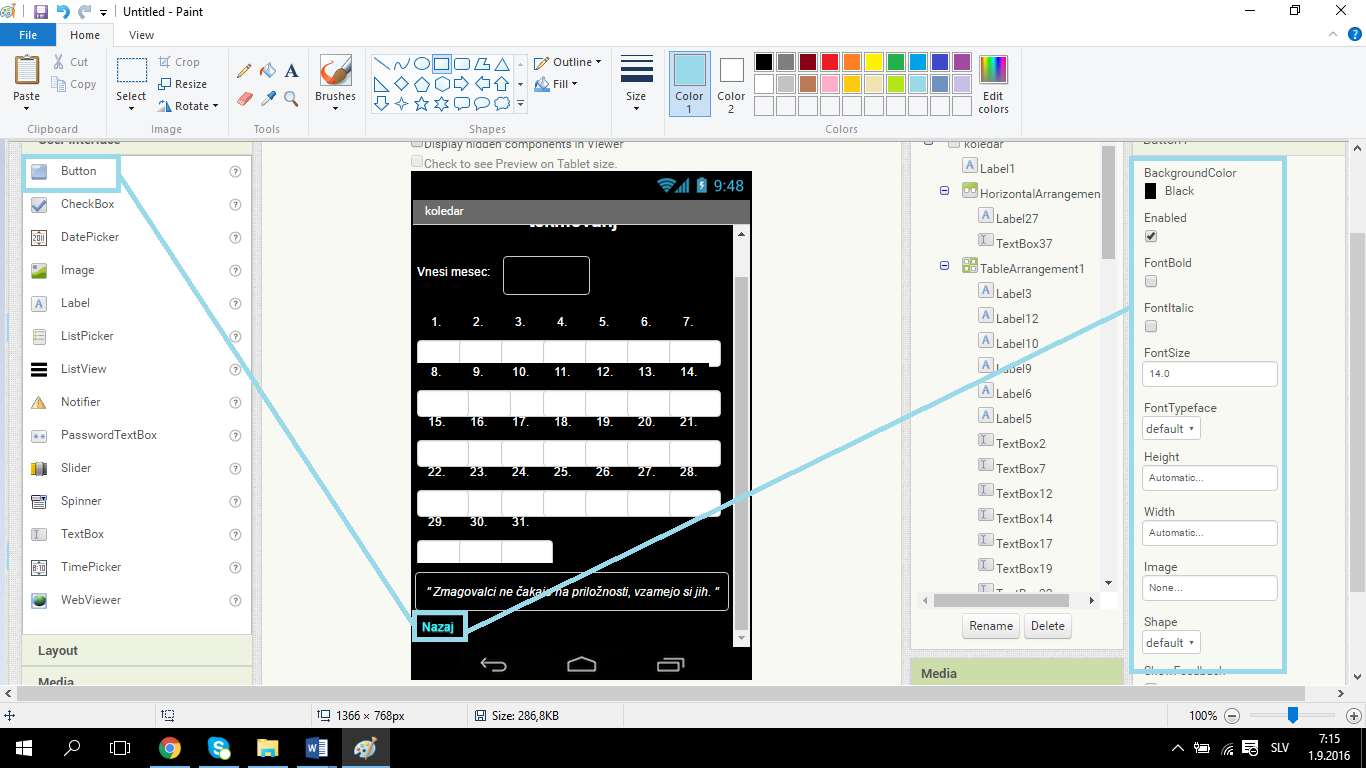 Untitled - Paint
File
Home
View
Paste
Cut
Copy
Clipboard
Select
Crop
Resize
Rotate
Image
Tools
Brushes
Outline
Fill
Shapes
Size
Color 1
Color 2
Edit colors
Colors
User Interface
Button
CheckBox
DatePicker
Image
Label
ListPicker
ListView
Notifier
PasswordTextBox
Slider
Spinner
TextBox
TimePicker
WebViewer
Layout
Media
Display hidden components in Viewer
Check to see Preview on Tablet size.
9:48
koledar
tekmovanj
Vnesi mesec:
1. 2. 3. 4. 5. 6. 7.
8. 9. 10. 11. 12. 13. 14.
15. 16. 17. 18. 19. 20. 21.
22. 23. 24. 25. 26. 27. 28.
29. 30. 31.
" Zmagovalci ne čakajo na priložnosti, vzamejo si jih. "
Nazaj
koledar
Label1
HorizontalArrangemen
Label27
TextBox37
TableArrangement1
Label3
Label12
Label10
Label9
Label6
Label5
TextBox2
TextBox7
TextBox12
TextBox14
TextBox17
TextBox19
Rename
Delete
Media
Button1
BackgroundColor
Black
Enabled
FontBold
FontItalic
FontSize
14.0
FontTypeface
default
Height
Automatic...
Width
Automatic...
Image
None...
Shape
default
ShowFeedback
1366 × 768px
Size: 286,8KB
100%
SLV
7:15
1.9.2016